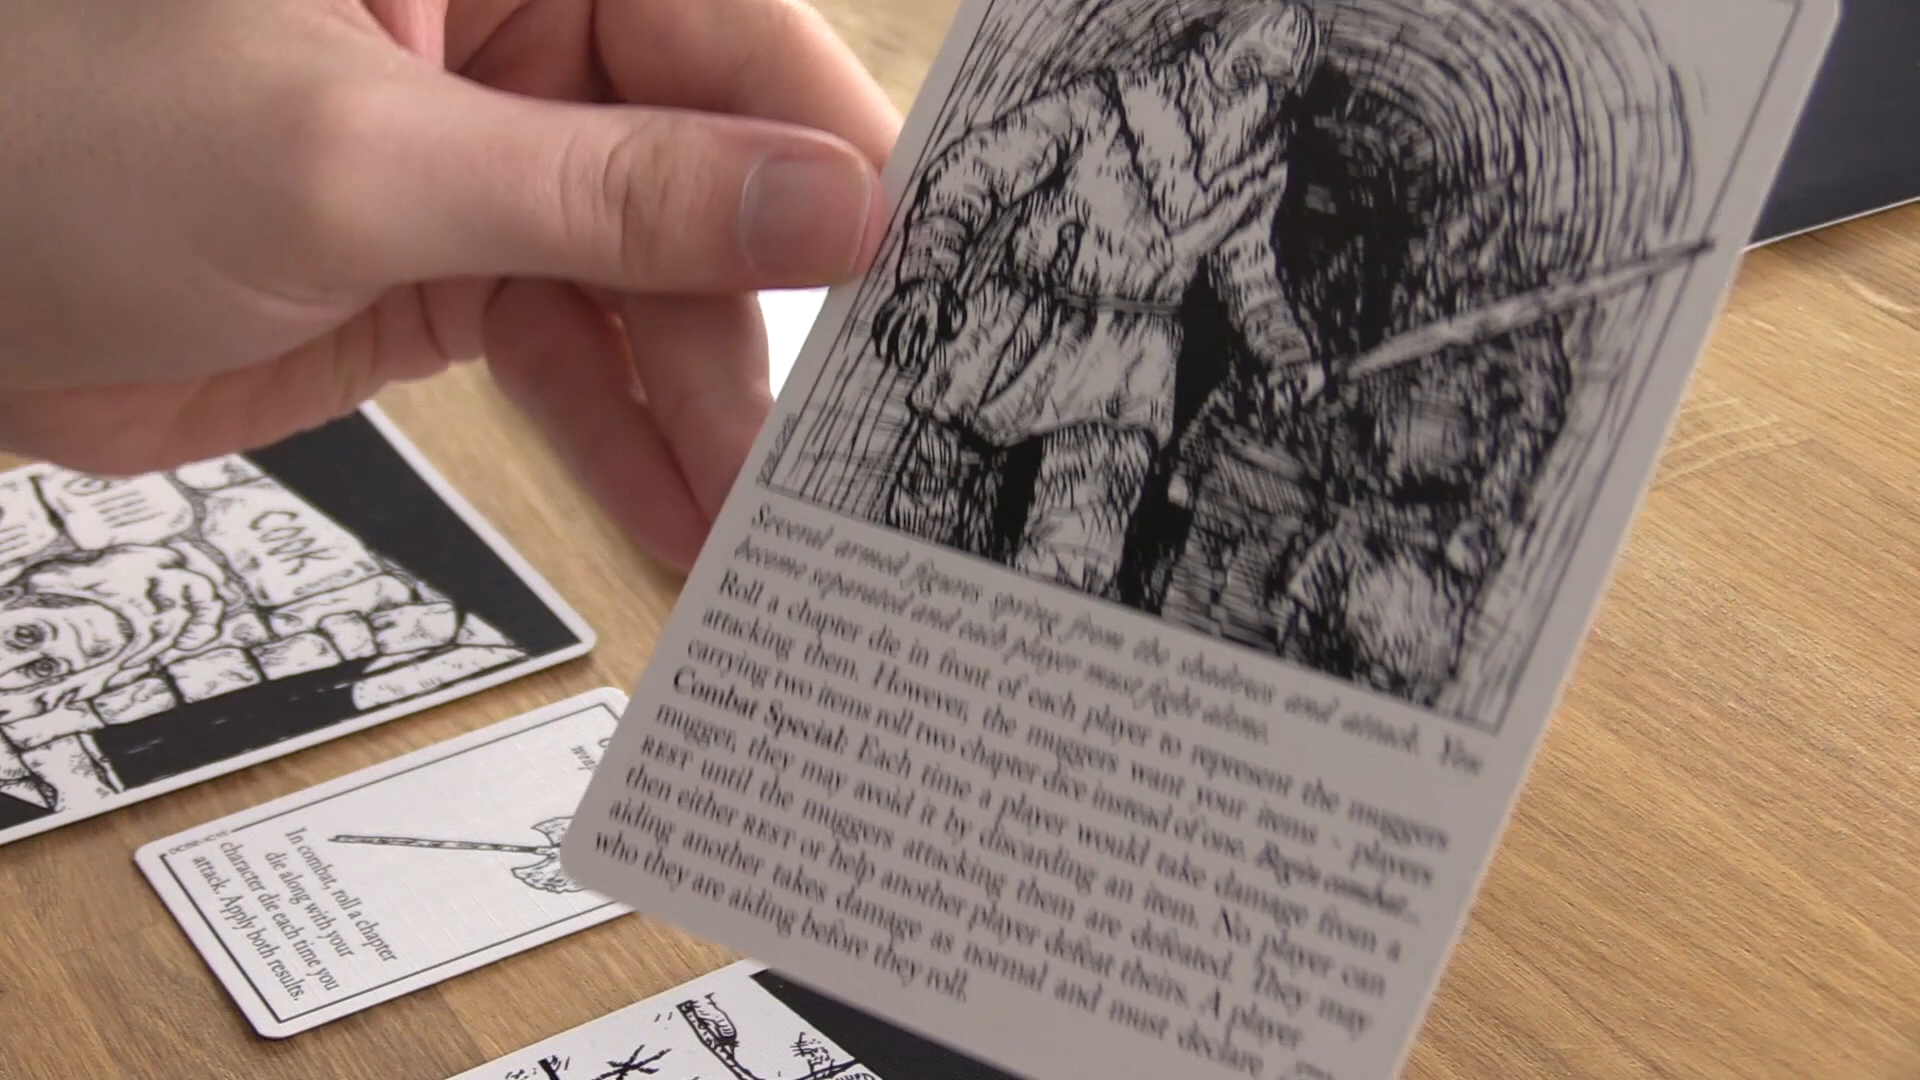 Several armed figures spring from the shadows and attack. You
become separated and each player must fight alone.
Roll a chapter die in front of each player to represent the muggers
attacking them. However, the muggers want your items - players
carrying two items roll two chapter dice instead of one. Begin combat...
Combat Special: Each time a player would take damage from a
mugger, they may avoid it by discarding an item. No player can
REST until the muggers attacking them are defeated. They may
then either REST or help another player defeat theirs. A player
aiding another takes damage as normal and must declare
who they are aiding before they roll.
COOK
In combat, roll a chapter
die along with your
character die each time you
attack. Apply both results.